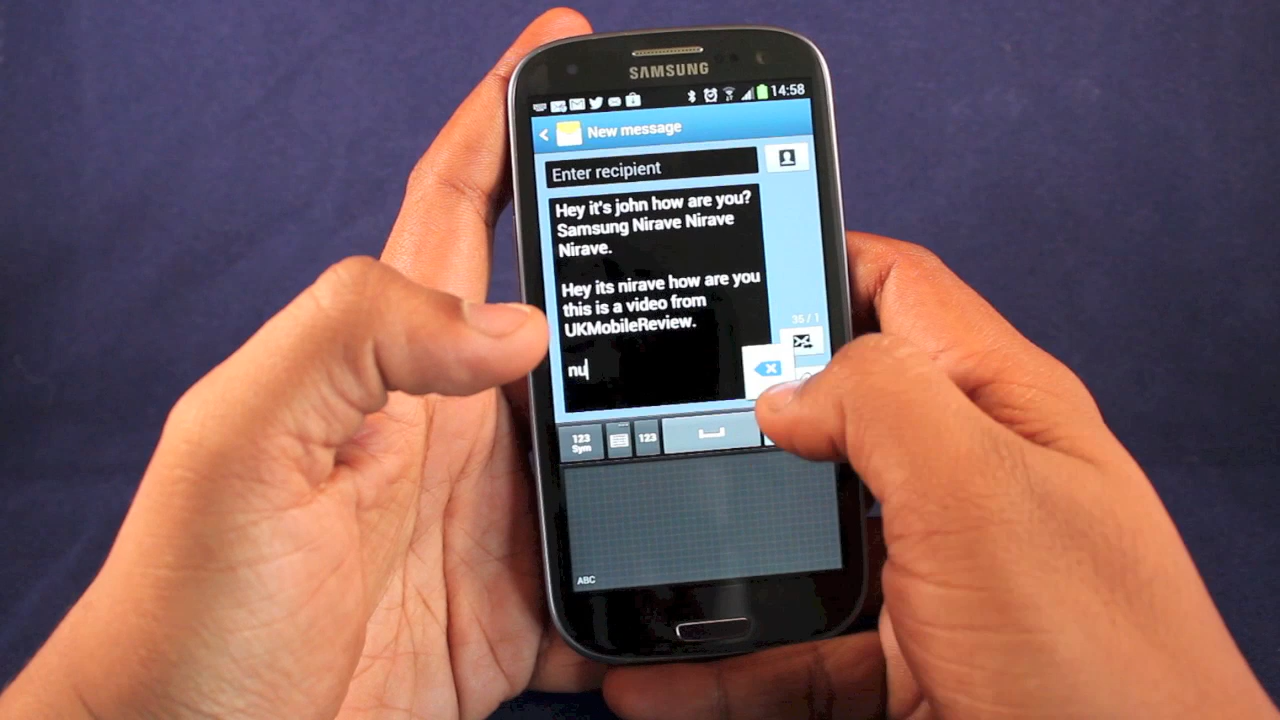 SAMSUNG
14:58
New message
Enter recipient
Hey it's john how are you?
Samsung Nirave Nirave
Nirave.
Hey its nirave how are you
this is a video from
UKMobileReview.
35 / 1
nu
123
Sym
123
ABC